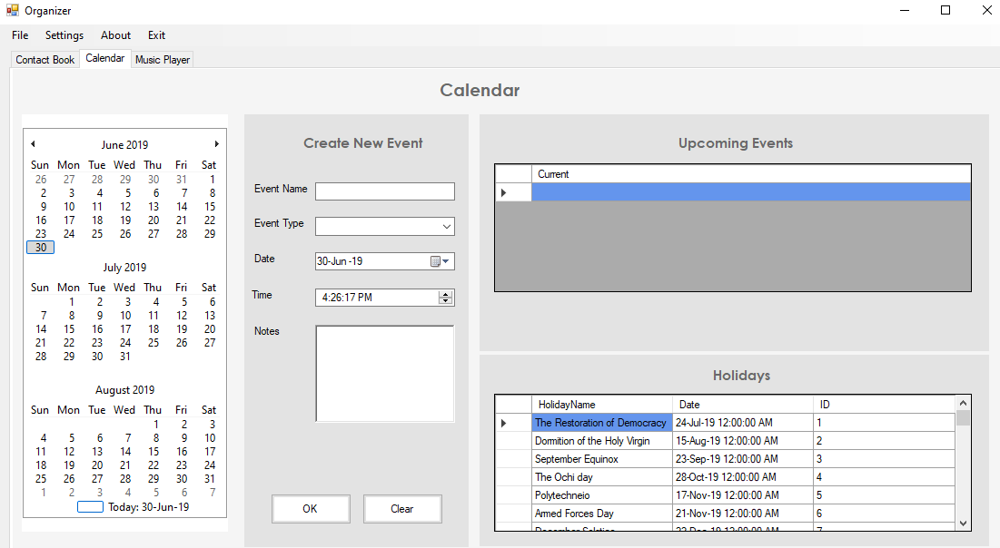 Organizer
File Settings About Exit
Contact Book Calendar Music Player
Calendar
June 2019
Sun Mon Tue Wed Thu Fri Sat
26 27 28 29 30 31 1
2 3 4 5 6 7 8
9 10 11 12 13 14 15
16 17 18 19 20 21 22
23 24 25 26 27 28 29
30
July 2019
Sun Mon Tue Wed Thu Fri Sat
1 2 3 4 5 6
7 8 9 10 11 12 13
14 15 16 17 18 19 20
21 22 23 24 25 26 27
28 29 30 31
August 2019
Sun Mon Tue Wed Thu Fri Sat
1 2 3
4 5 6 7 8 9 10
11 12 13 14 15 16 17
18 19 20 21 22 23 24
25 26 27 28 29 30 31
1 2 3 4 5 6 7
Today: 30-Jun-19
Create New Event
Event Name
Event Type
Date 30-Jun -19
Time 4:26:17 PM
Notes
OK Clear
Upcoming Events
Current
Holidays
HolidayName Date ID
The Restoration of Democracy 24-Jul-19 12:00:00 AM 1
Dormition of the Holy Virgin 15-Aug-19 12:00:00 AM 2
September Equinox 23-Sep-19 12:00:00 AM 3
The Ochi day 28-Oct-19 12:00:00 AM 4
Polytechneio 17-Nov-19 12:00:00 AM 5
Armed Forces Day 21-Nov-19 12:00:00 AM 6